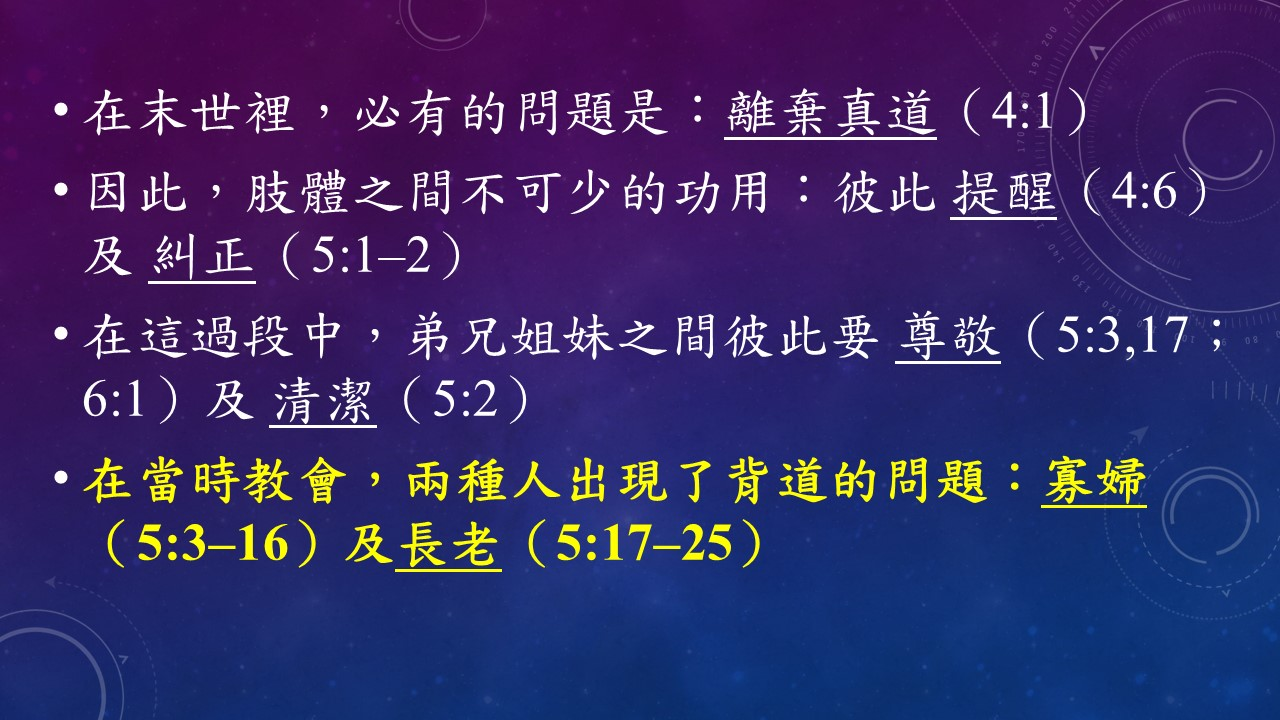 • 在末世裡，必有的問題是：離棄真道（4:1）
• 因此，肢體之間不可少的功用：彼此 提醒（4:6）
及 糾正（5:1–2）
• 在這過段中，弟兄姐妹之間彼此要 尊敬（5:3,17；
6:1）及 清潔（5:2）
• 在當時教會，兩種人出現了背道的問題：寡婦
（5:3–16）及長老（5:17–25）